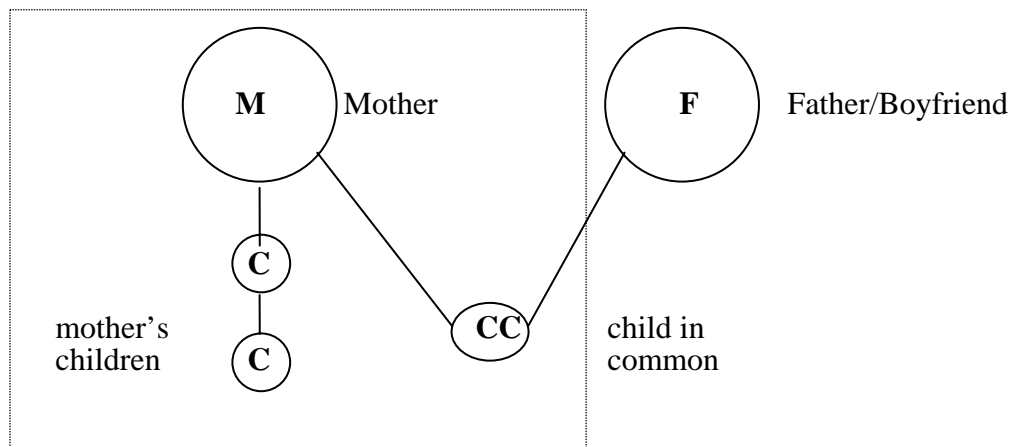 M Mother F Father/Boyfriend
C
mother’s CC child in
children C common